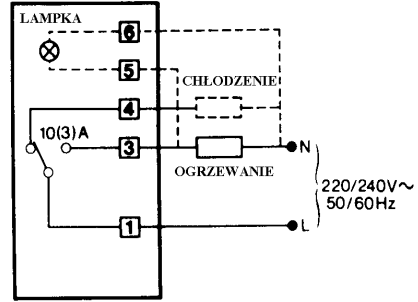 LAMPKA
6
5
CHŁODZENIE
4
10(3)A
3
N
OGRZEWANIE
220/240V~
50/60Hz
1
L